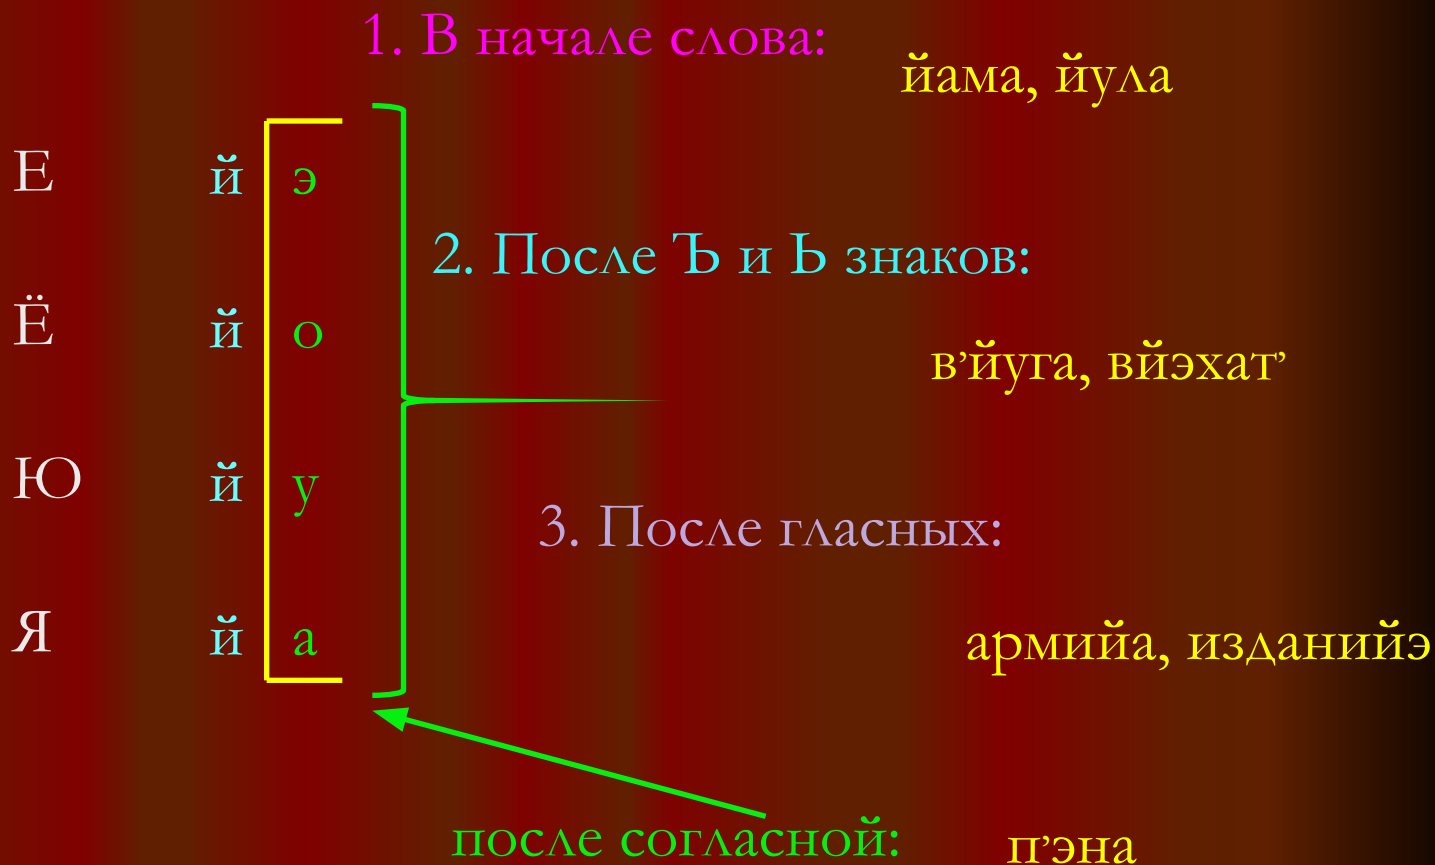 1. В начале слова:
йама, йула
Е й э
2. После Ъ и Ь знаков:
Ё й о
в’йуга, вйэхат’
Ю й у
3. После гласных:
Я й а
армийа, изданийэ
после согласной: п’эна